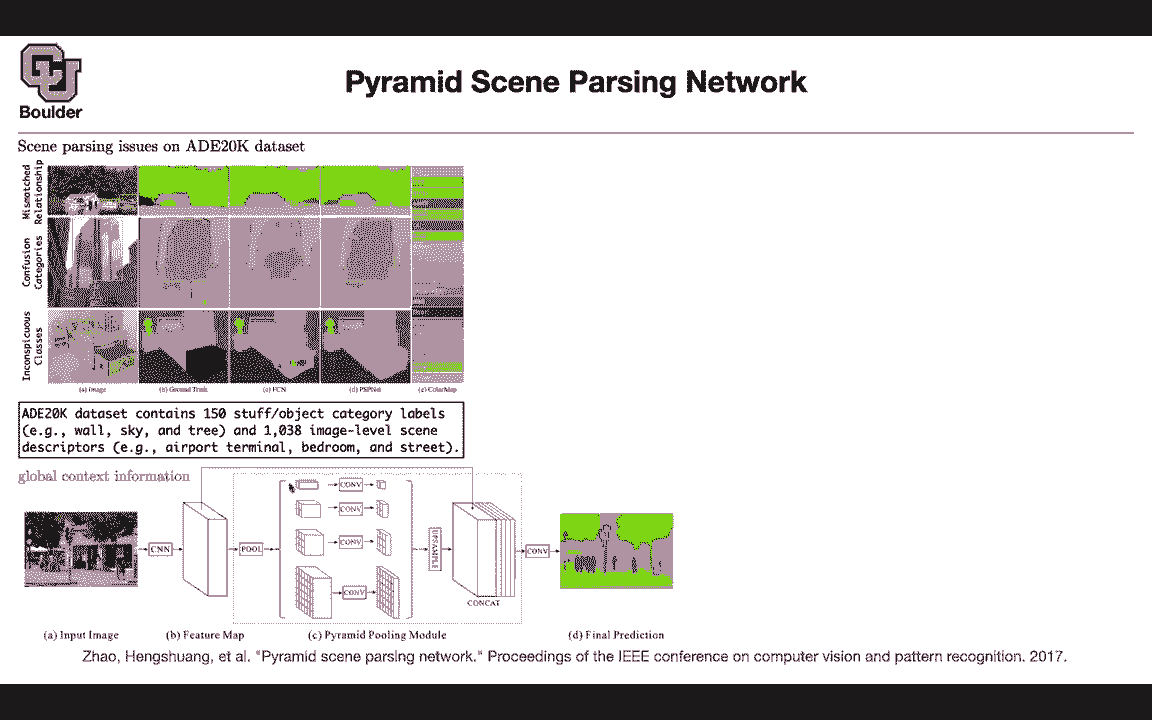 Boulder
Pyramid Scene Parsing Network
Scene parsing issues on ADE20K dataset
Mismatched
Relationship
Confusion
Categories
Inconspicuous
Classes
(a) Image
(b) Ground Truth
(c) FCN
(d) PSPNet
(e) ColorMap
ADE20K dataset contains 150 stuff/object category labels
(e.g., wall, sky, and tree) and 1,038 image-level scene
descriptors (e.g., airport terminal, bedroom, and street).
global context information
CNN
POOL
CONV
CONV
CONV
CONV
UPSAMPLE
CONCAT
CONV
(a) Input Image
(b) Feature Map
(c) Pyramid Pooling Module
(d) Final Prediction
Zhao, Hengshuang, et al. "Pyramid scene parsing network." Proceedings of the IEEE conference on computer vision and pattern recognition. 2017.